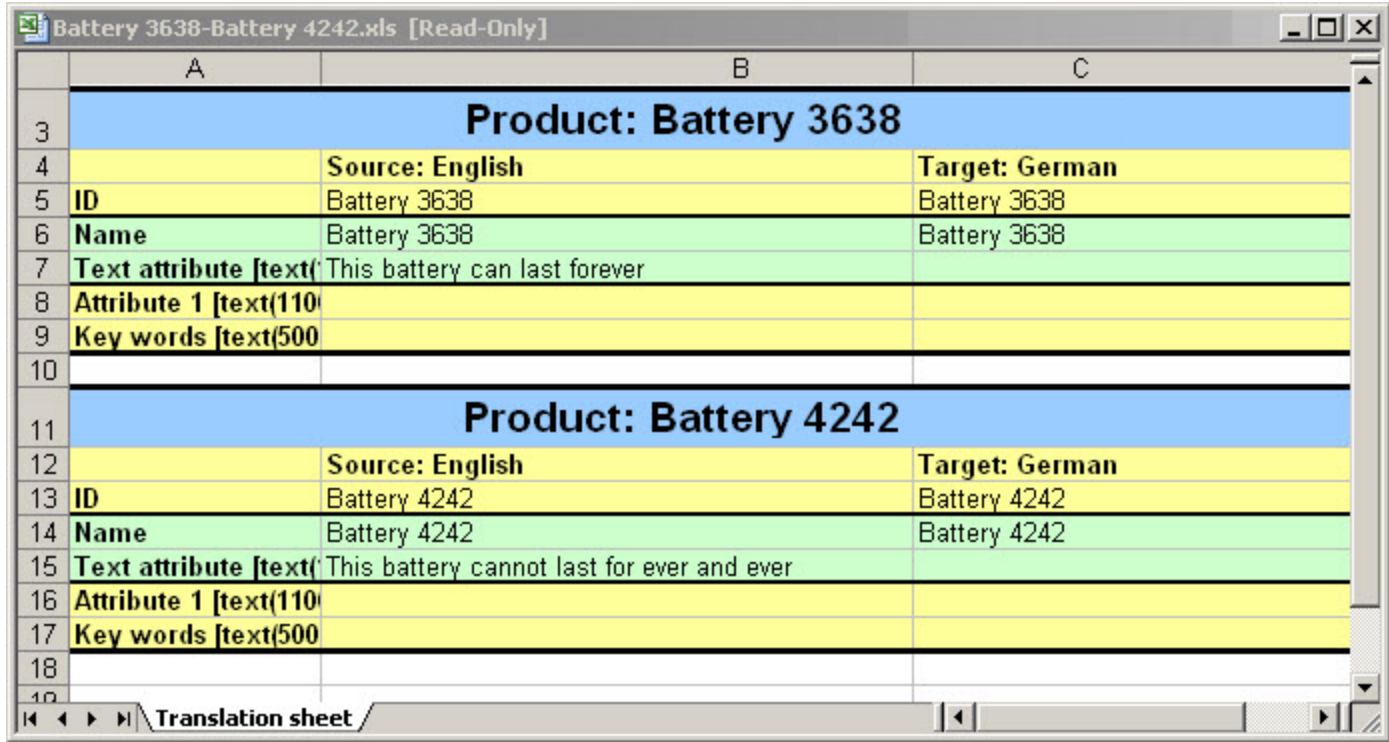 Battery 3638-Battery 4242.xls [Read-Only]
A B C
3 Product: Battery 3638
4 Source: English Target: German
5 ID Battery 3638 Battery 3638
6 Name Battery 3638 Battery 3638
7 Text attribute [text( This battery can last forever
8 Attribute 1 [text(110
9 Key words [text(500
10
11 Product: Battery 4242
12 Source: English Target: German
13 ID Battery 4242 Battery 4242
14 Name Battery 4242 Battery 4242
15 Text attribute [text( This battery cannot last for ever and ever
16 Attribute 1 [text(110
17 Key words [text(500
18
19
Translation sheet